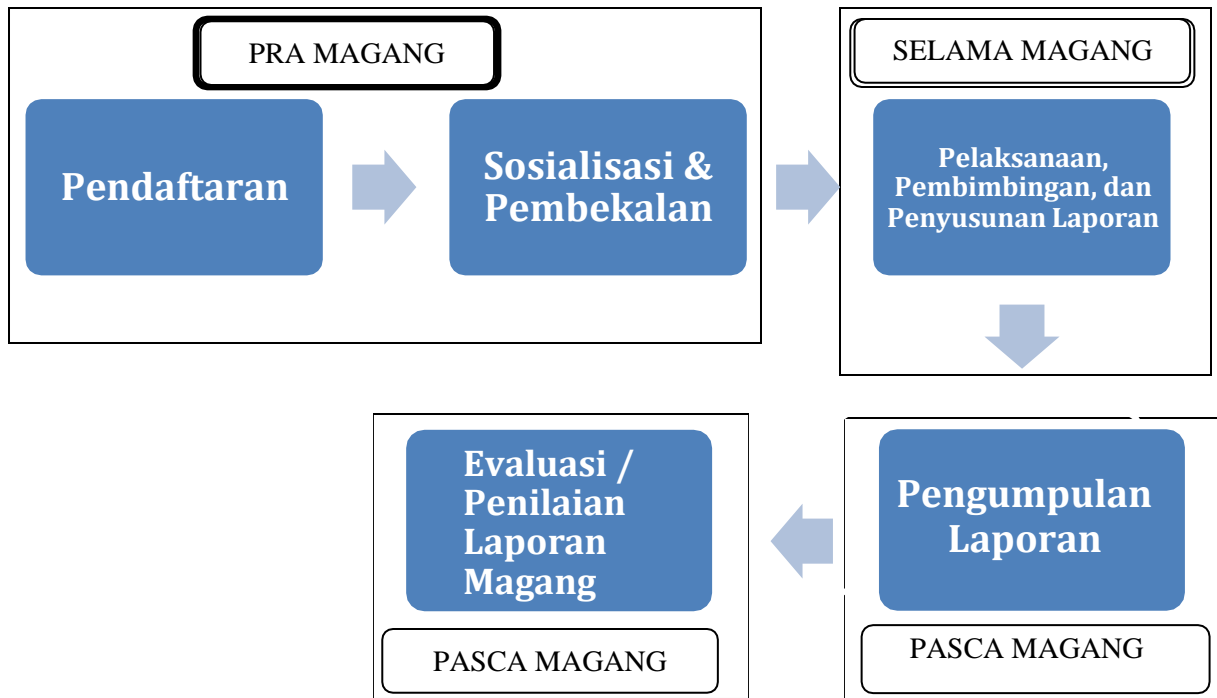 PRA MAGANG
Pendaftaran
Sosialisasi &
Pembekalan
SELAMA MAGANG
Pelaksanaan,
Pembimbingan, dan
Penyusunan Laporan
Pengumpulan
Laporan
PASCA MAGANG
Evaluasi /
Penilaian
Laporan
Magang
PASCA MAGANG